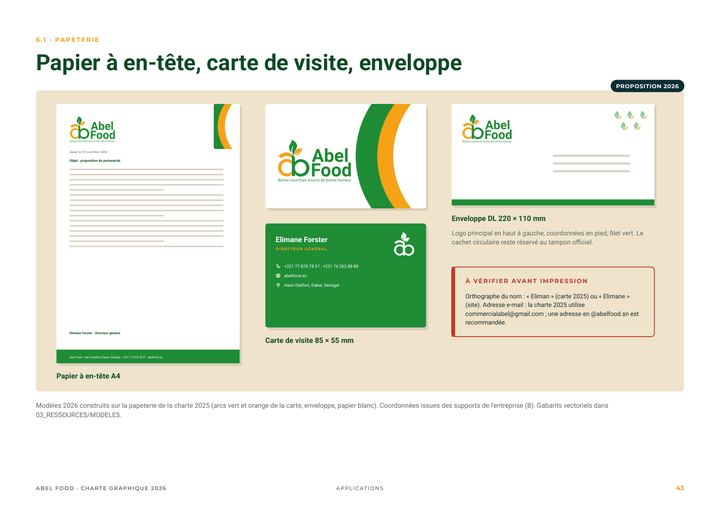 6.1 · PAPETERIE
Papier à en-tête, carte de visite, enveloppe
PROPOSITION 2026
Abel
Food
Dakar, le 16 novembre 2026
Objet : proposition de partenariat
Elimane Forster · Directeur général
Papier à en-tête A4
Abel
Food
Bonne nourriture source de bonne humeur
Elimane Forster
DIRECTEUR GÉNÉRAL
+221 77 878 78 57 · +221 76 362 88 88
abelfood.sn
Hann Dalifort, Dakar, Sénégal
ab
Carte de visite 85 × 55 mm
Abel
Food
Enveloppe DL 220 × 110 mm
Logo principal en haut à gauche, coordonnées en pied, filet vert. Le
cachet circulaire reste réservé au tampon officiel.
À VÉRIFIER AVANT IMPRESSION
Orthographe du nom : « Eliman » (carte 2025) ou « Elimane »
(site). Adresse e-mail : la charte 2025 utilise
commercialabel@gmail.com ; une adresse en @abelfood.sn est
recommandée.
Modèles 2026 construits sur la papeterie de la charte 2025 (arcs vert et orange de la carte, enveloppe, papier blanc). Coordonnées issues des supports de l'entreprise (B). Gabarits vectoriels dans
03_RESSOURCES/MODELES.
ABEL FOOD · CHARTE GRAPHIQUE 2026
APPLICATIONS
43